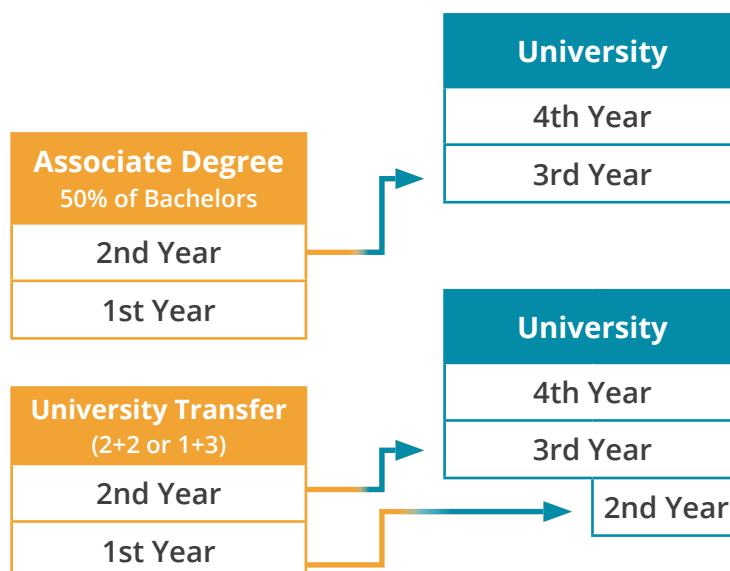 University
4th Year
3rd Year
Associate Degree
50% of Bachelors
2nd Year
1st Year
University
4th Year
3rd Year
2nd Year
University Transfer
(2+2 or 1+3)
2nd Year
1st Year